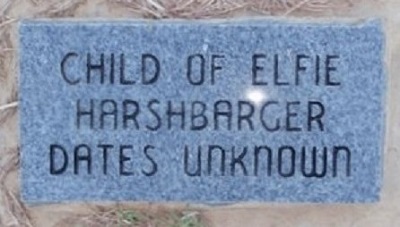 CHILD OF ELFIE
HARSHBARGER
DATES UNKNOWN